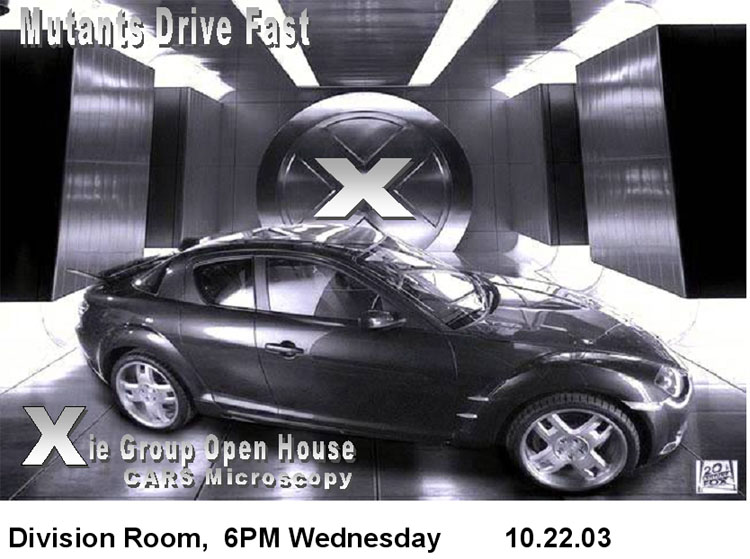 Mutants Drive Fast
X
Xie Group Open House
CARS Microscopy
20th
CENTURY
FOX
Division Room, 6PM Wednesday 10.22.03